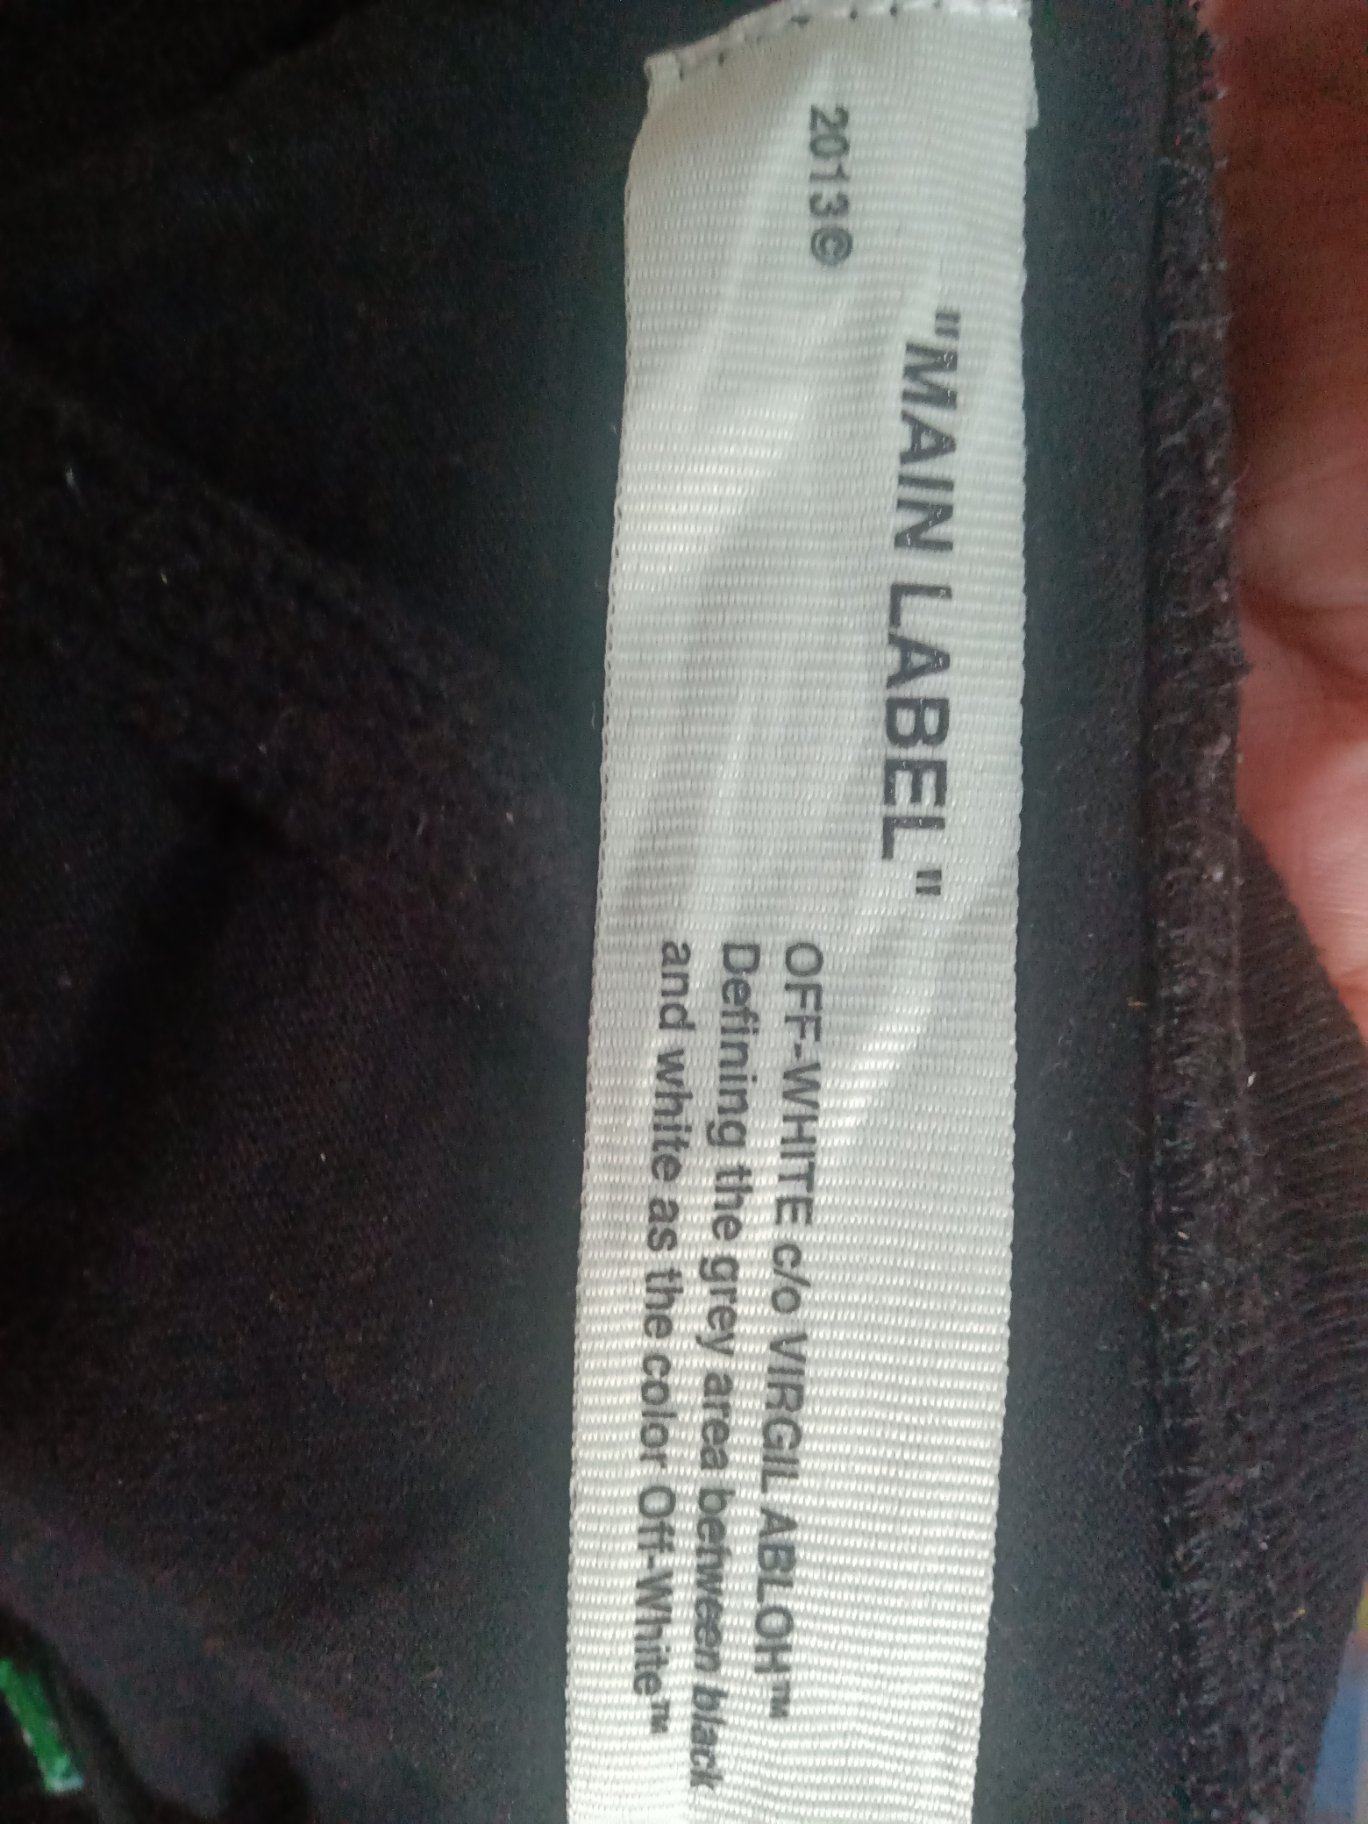 2013©
"MAIN LABEL"
OFF-WHITE c/o VIRGIL ABLOH™
Defining the grey area between black
and white as the color Off-White™